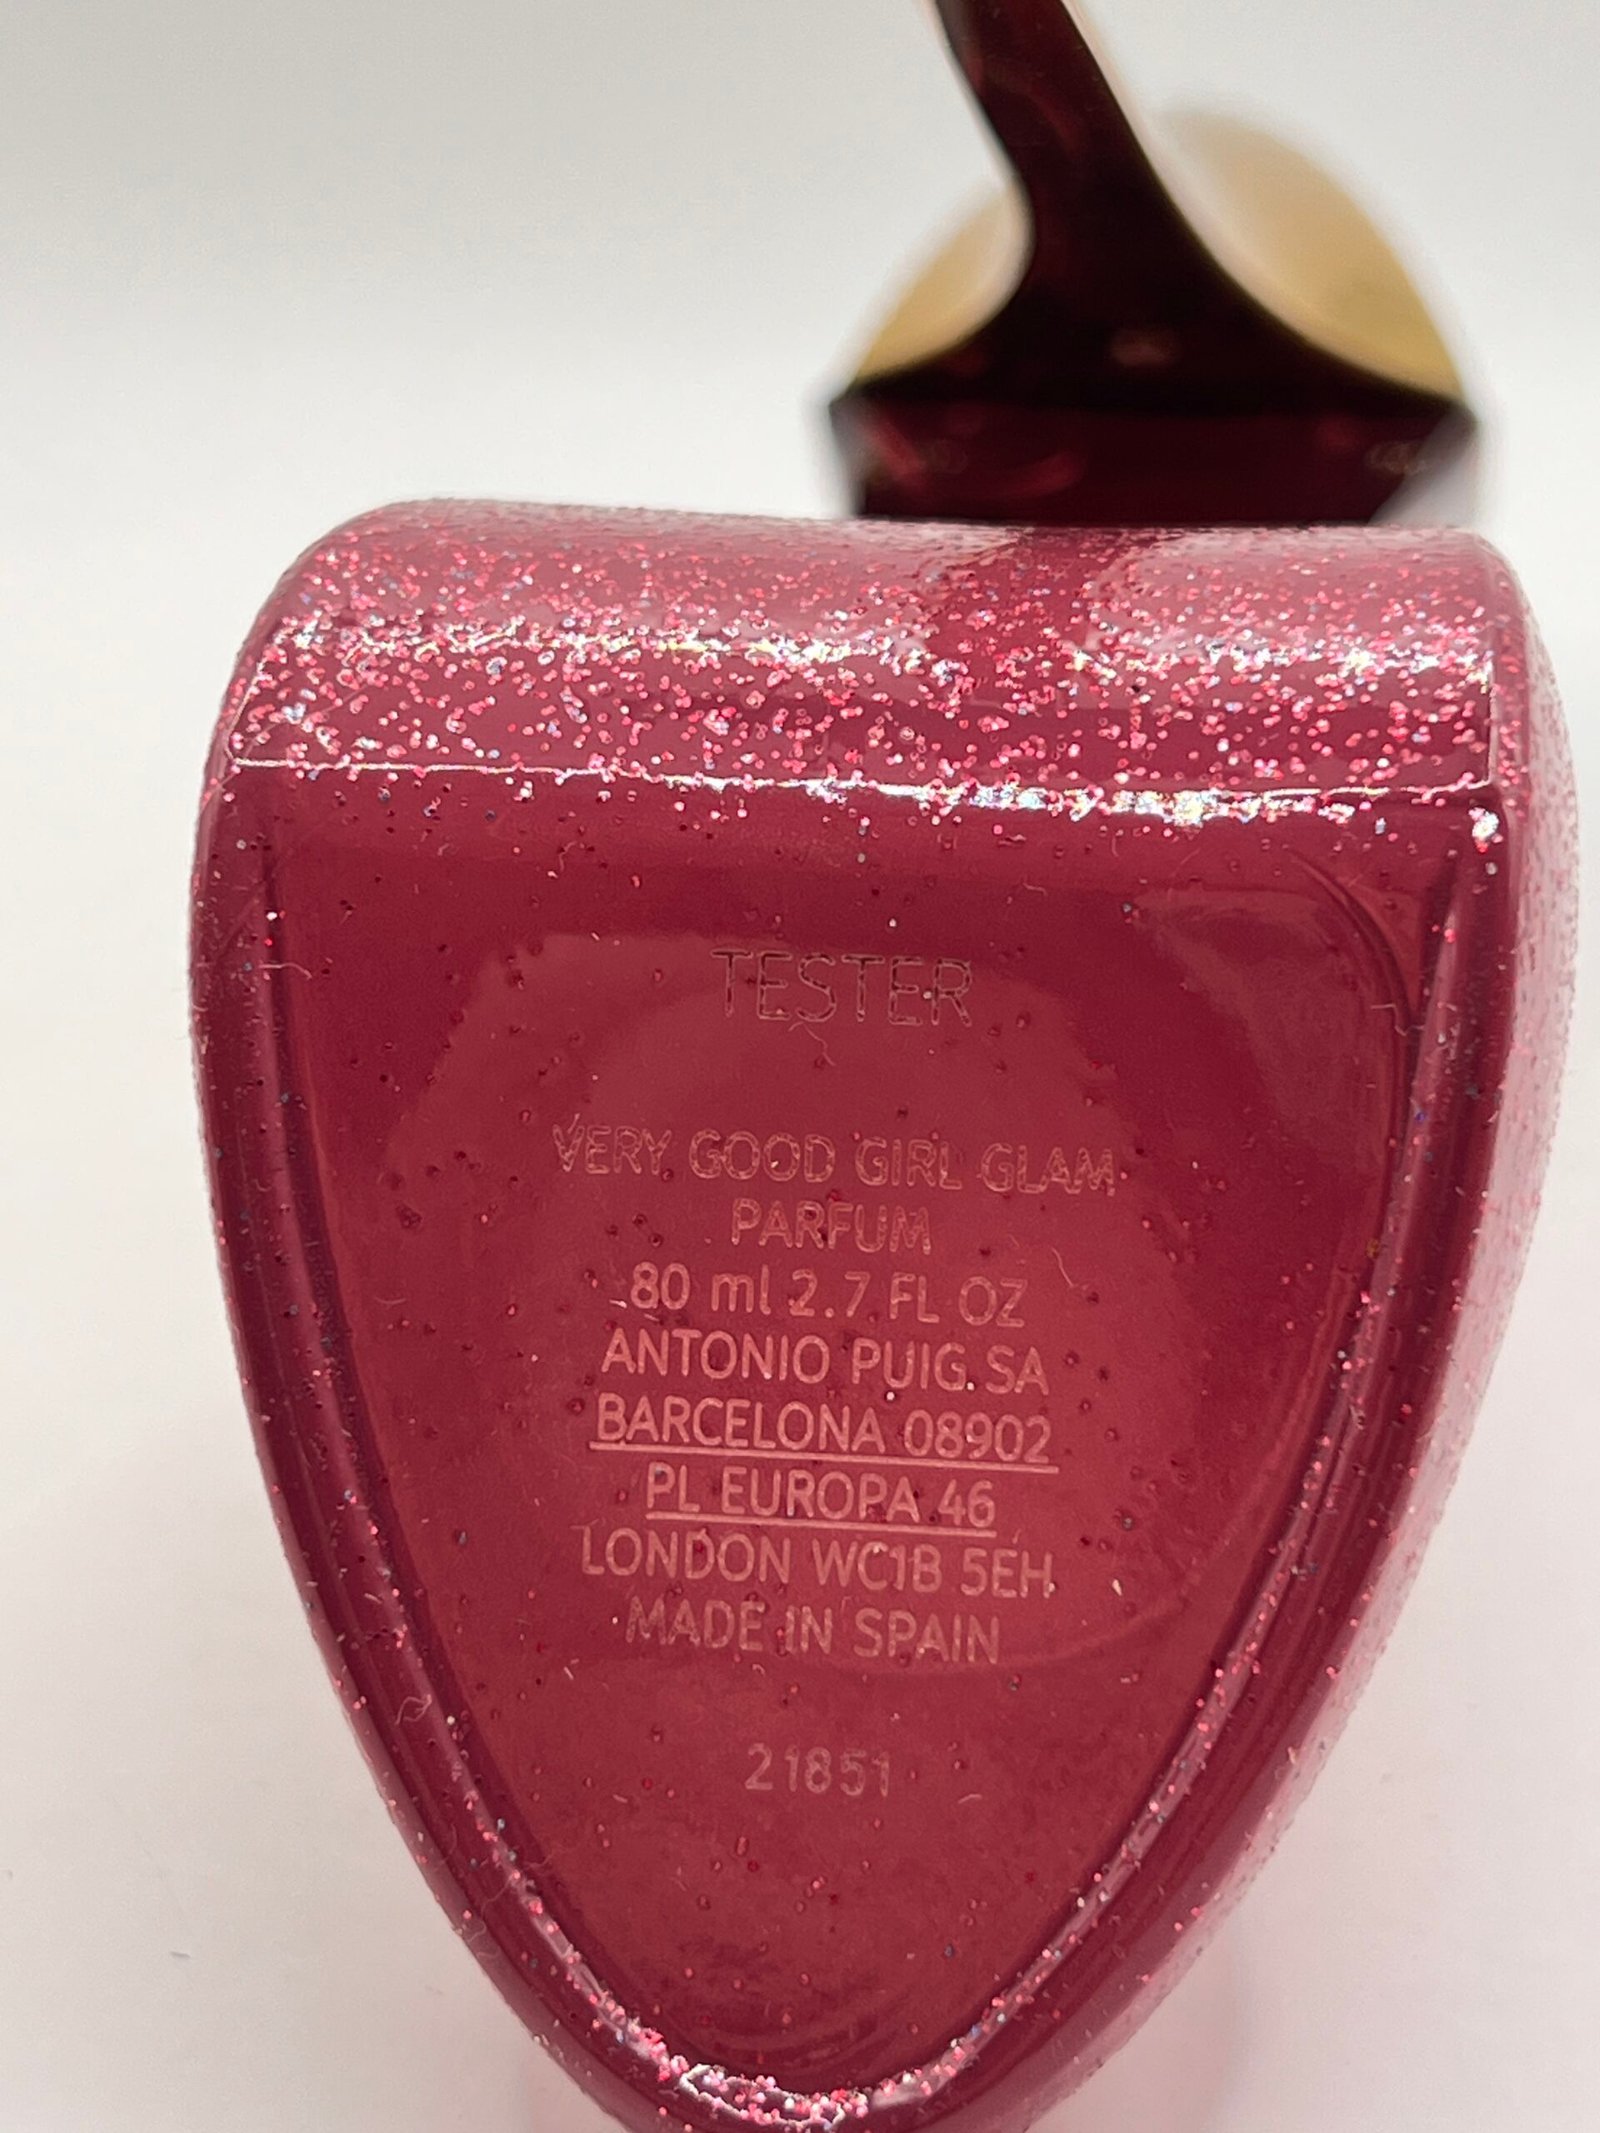 TESTER
VERY GOOD GIRL GLAM
PARFUM
80 ml 2.7 FL OZ
ANTONIO PUIG.SA
BARCELONA 08902
PL EUROPA 46
LONDON WC1B 5EH
MADE IN SPAIN
21851